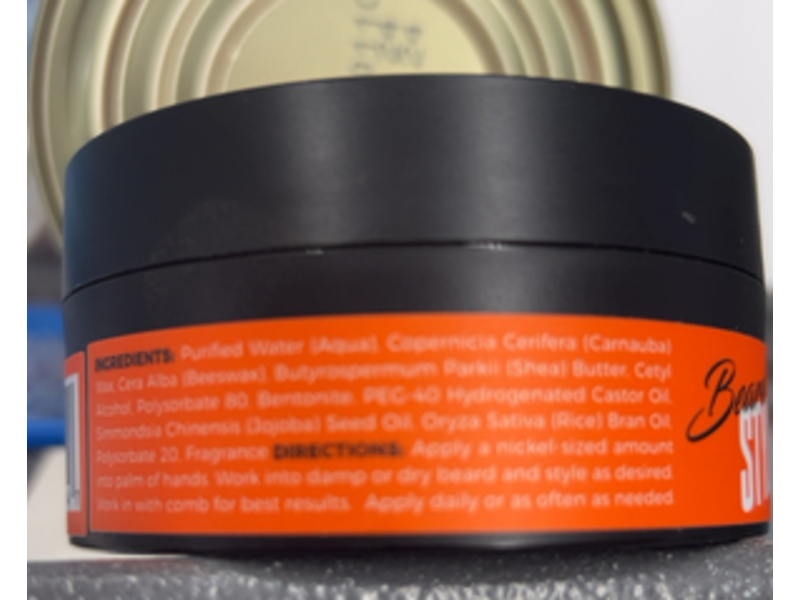 INGREDIENTS: Purified Water (Aqua), Copernicia Cerifera (Carnauba)
Wax, Cera Alba (Beeswax), Butyrospermum Parkii (Shea) Butter, Cetyl
Alcohol, Polysorbate 80, Bentonite, PEG-40 Hydrogenated Castor Oil,
Simmondsia Chinensis (Jojoba) Seed Oil, Oryza Sativa (Rice) Bran Oil,
Polysorbate 20, Fragrance DIRECTIONS: Apply a nickel-sized amount
into palm of hands. Work into damp or dry beard and style as desired.
Work in with comb for best results. Apply daily or as often as needed.
Bear
ST